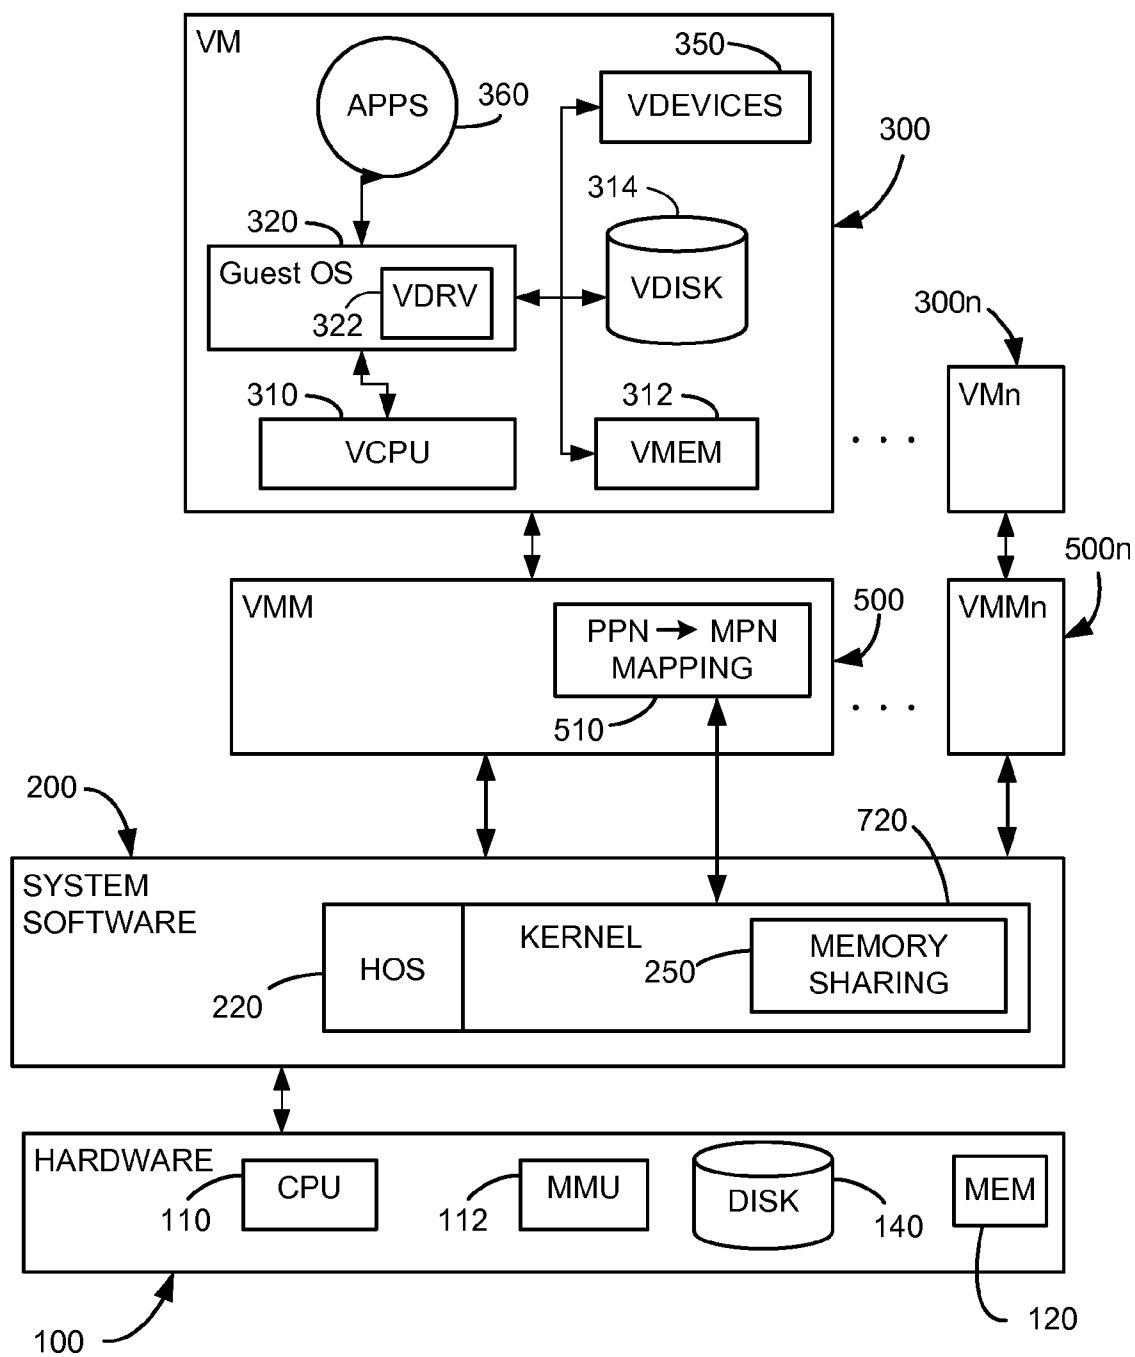 VM
350
APPS
360
VDEVICES
300
314
320
Guest OS
VDRV
322
VDISK
300n
310
312
VMn
VCPU
VMEM
. . .
500n
VMM
500
VMMn
PPN → MPN
MAPPING
510
. . .
200
720
SYSTEM
SOFTWARE
KERNEL
MEMORY
SHARING
HOS
250
220
HARDWARE
CPU
MMU
DISK
MEM
110
112
140
120
100